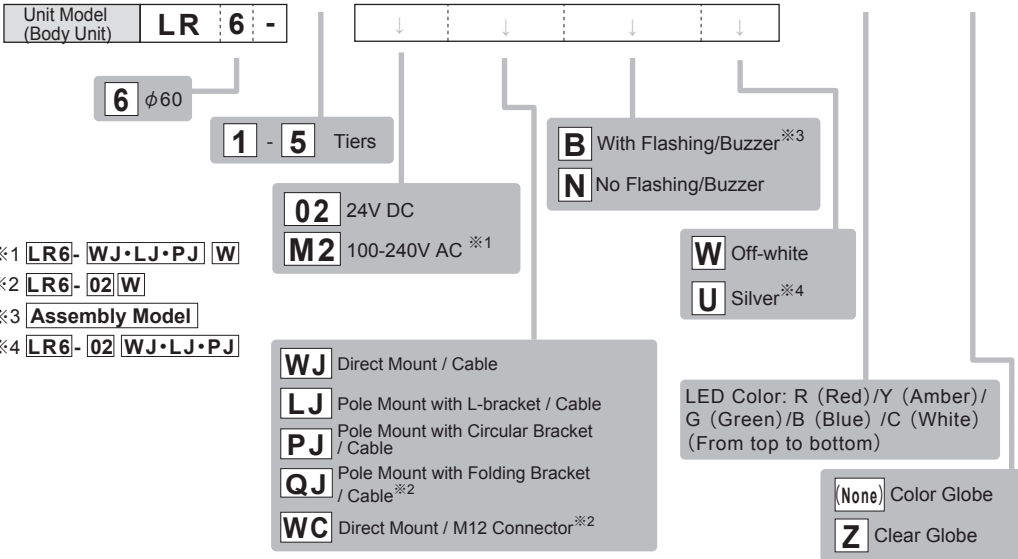 Unit Model
(Body Unit)
LR 6 -
↓ ↓ ↓ ↓
6 φ60
1 - 5 Tiers
02 24V DC
M2 100-240V AC ※1
B With Flashing/Buzzer※3
N No Flashing/Buzzer
W Off-white
U Silver※4
※1 LR6- WJ・LJ・PJ W
※2 LR6- 02 W
※3 Assembly Model
※4 LR6- 02 WJ・LJ・PJ
WJ Direct Mount / Cable
LJ Pole Mount with L-bracket / Cable
PJ Pole Mount with Circular Bracket
/ Cable
QJ Pole Mount with Folding Bracket
/ Cable※2
WC Direct Mount / M12 Connector※2
LED Color: R (Red)/Y (Amber)/
G (Green)/B (Blue) /C (White)
(From top to bottom)
(None) Color Globe
Z Clear Globe